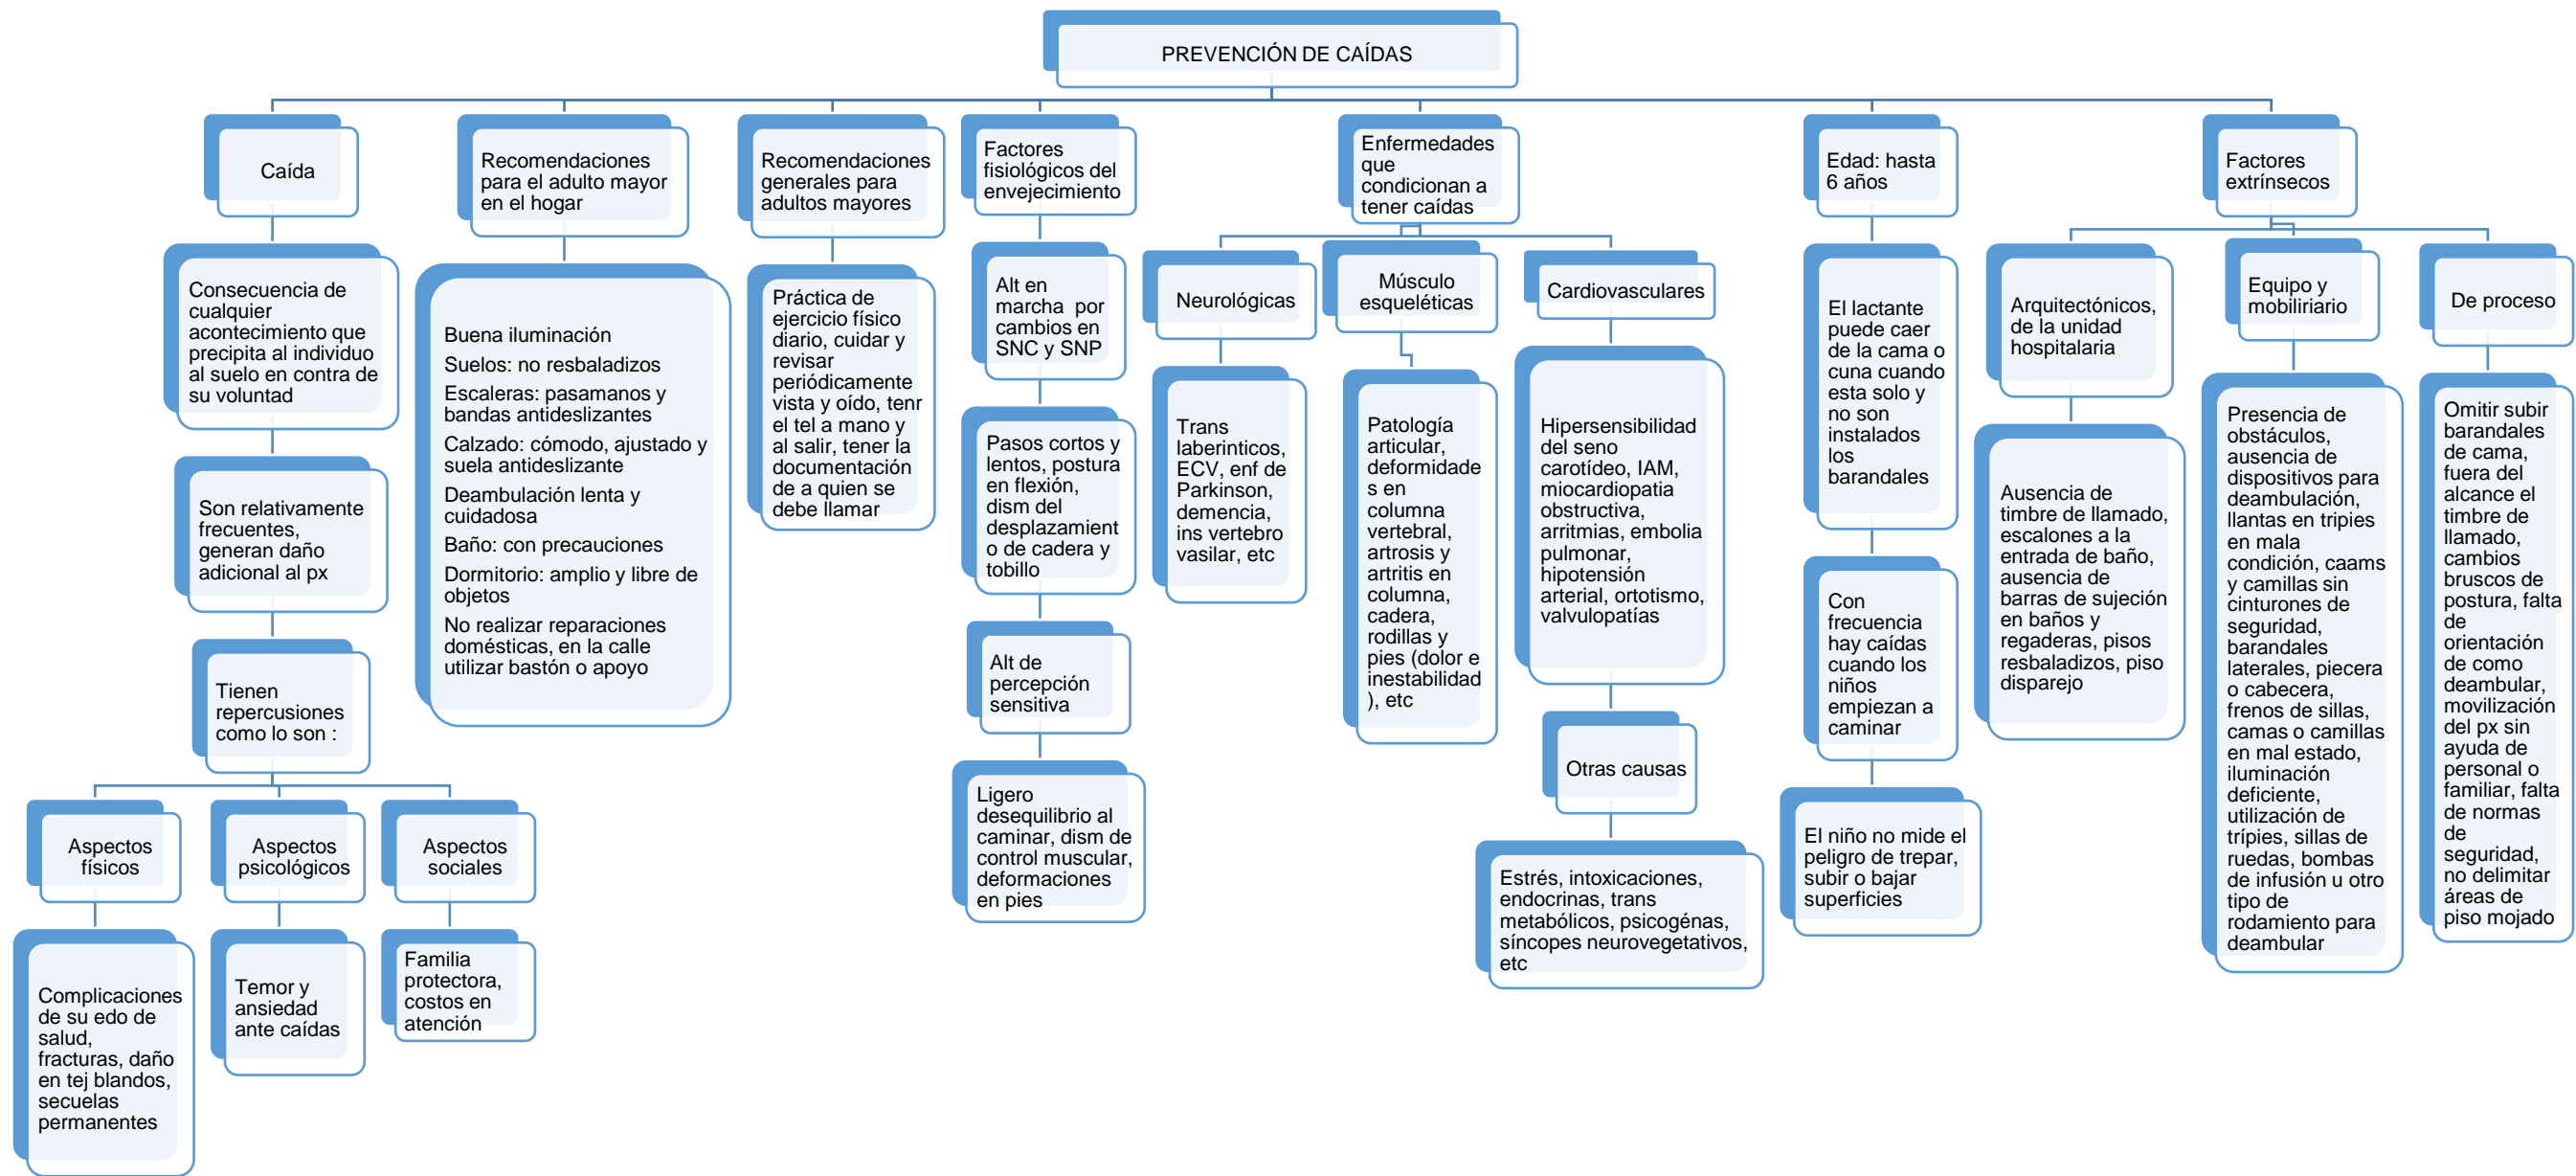 PREVENCIÓN DE CAÍDAS
Caída
Consecuencia de
cualquier
acontecimiento que
precipita al individuo
al suelo en contra de
su voluntad
Son relativamente
frecuentes,
generan daño
adicional al px
Tienen
repercusiones
como lo son :
Aspectos
físicos
Complicaciones
de su edo de
salud,
fracturas, daño
en tej blandos,
secuelas
permanentes
Aspectos
psicológicos
Temor y
ansiedad
ante caídas
Aspectos
sociales
Familia
protectora,
costos en
atención
Recomendaciones
para el adulto mayor
en el hogar
Buena iluminación
Suelos: no resbaladizos
Escaleras: pasamanos y
bandas antideslizantes
Calzado: cómodo, ajustado y
suela antideslizante
Deambulación lenta y
cuidadosa
Baño: con precauciones
Dormitorio: amplio y libre de
objetos
No realizar reparaciones
domésticas, en la calle
utilizar bastón o apoyo
Recomendaciones
generales para
adultos mayores
Práctica de
ejercicio físico
diario, cuidar y
revisar
periódicamente
vista y oído, tenr
el tel a mano y
al salir, tener la
documentación
de a quien se
debe llamar
Factores
fisiológicos del
envejecimiento
Alt en
marcha por
cambios en
SNC y SNP
Pasos cortos y
lentos, postura
en flexión,
dism del
desplazamient
o de cadera y
tobillo
Alt de
percepción
sensitiva
Ligero
desequilibrio al
caminar, dism de
control muscular,
deformaciones
en pies
Enfermedades
que
condicionan a
tener caídas
Neurológicas
Trans
laberinticos,
ECV, enf de
Parkinson,
demencia,
ins vertebro
vasilar, etc
Músculo
esqueléticas
Patología
articular,
deformidade
s en
columna
vertebral,
artrosis y
artritis en
columna,
cadera,
rodillas y
pies (dolor e
inestabilidad
), etc
Cardiovasculares
Hipersensibilidad
del seno
carotídeo, IAM,
miocardiopatia
obstructiva,
arritmias, embolia
pulmonar,
hipotensión
arterial, ortotismo,
valvulopatías
Otras causas
Estrés, intoxicaciones,
endocrinas, trans
metabólicos, psicogénas,
síncopes neurovegetativos,
etc
Edad: hasta
6 años
El lactante
puede caer
de la cama o
cuna cuando
esta solo y
no son
instalados
los
barandales
Con
frecuencia
hay caídas
cuando los
niños
empiezan a
caminar
El niño no mide el
peligro de trepar,
subir o bajar
superficies
Factores
extrínsecos
Arquitectónicos,
de la unidad
hospitalaria
Ausencia de
timbre de llamado,
escalones a la
entrada de baño,
ausencia de
barras de sujeción
en baños y
regaderas, pisos
resbaladizos, piso
disparejo
Equipo y
mobiliriario
Presencia de
obstáculos,
ausencia de
dispositivos para
deambulación,
llantas en tripies
en mala
condición, caams
y camillas sin
cinturones de
seguridad,
barandales
laterales, piecera
o cabecera,
frenos de sillas,
camas o camillas
en mal estado,
iluminación
deficiente,
utilización de
trípies, sillas de
ruedas, bombas
de infusión u otro
tipo de
rodamiento para
deambular
De proceso
Omitir subir
barandales
de cama,
fuera del
alcance el
timbre de
llamado,
cambios
bruscos de
postura, falta
de
orientación
de como
deambular,
movilización
del px sin
ayuda de
personal o
familiar, falta
de normas
de
seguridad,
no delimitar
áreas de
piso mojado